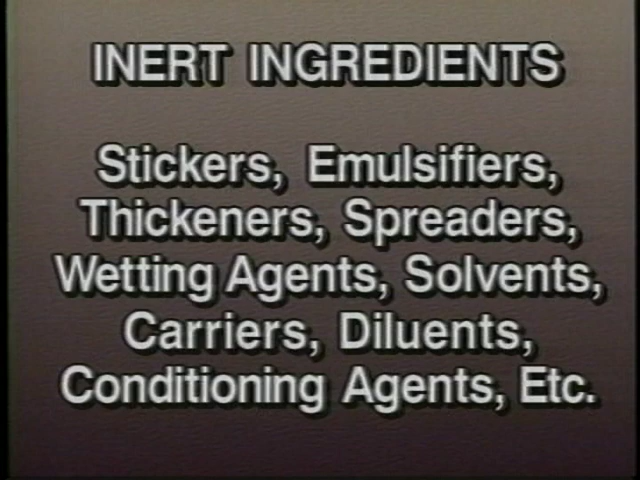 INERT INGREDIENTS
Stickers, Emulsifiers,
Thickeners, Spreaders,
Wetting Agents, Solvents,
Carriers, Diluents,
Conditioning Agents, Etc.